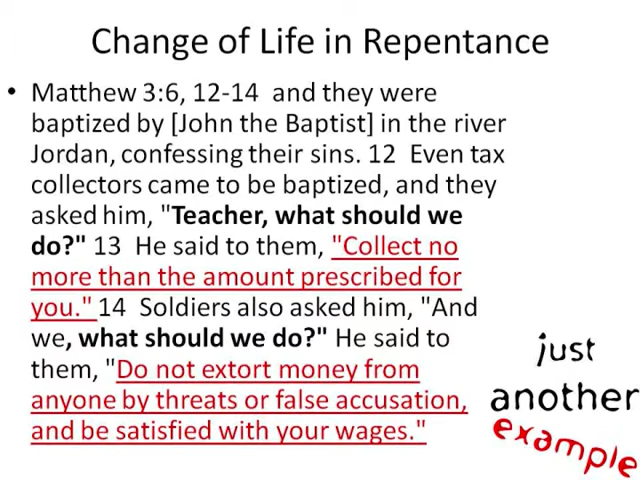 Change of Life in Repentance
• Matthew 3:6, 12-14 and they were
baptized by [John the Baptist] in the river
Jordan, confessing their sins. 12 Even tax
collectors came to be baptized, and they
asked him, "Teacher, what should we
do?" 13 He said to them, "Collect no
more than the amount prescribed for
you." 14 Soldiers also asked him, "And
we, what should we do?" He said to
them, "Do not extort money from
anyone by threats or false accusation,
and be satisfied with your wages."
just
another
example